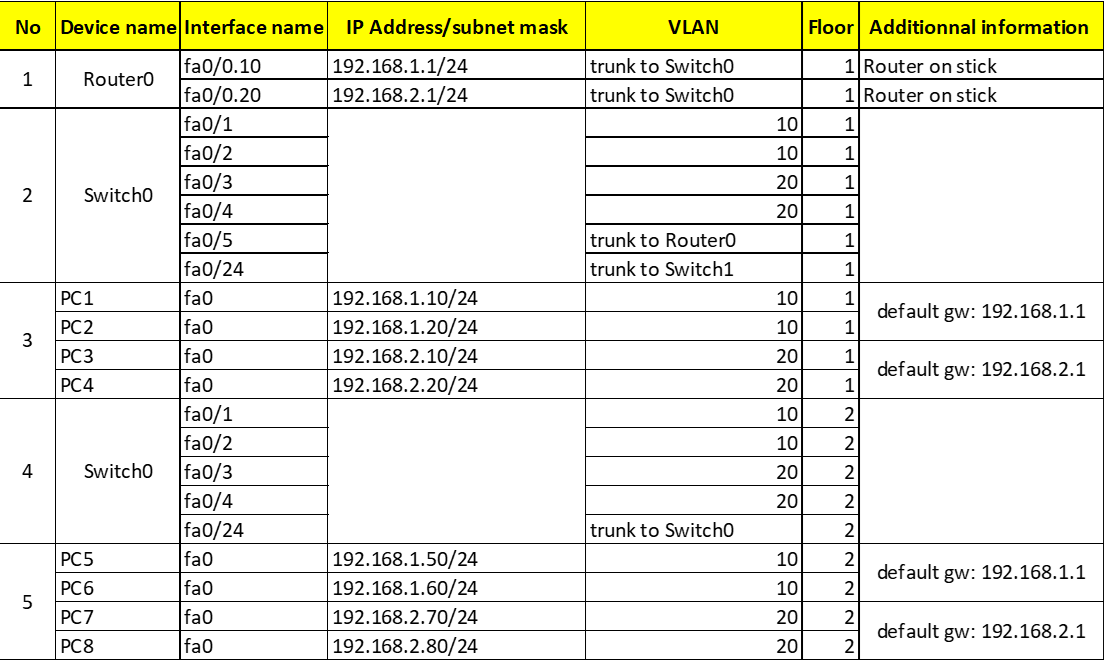 No Device name Interface name IP Address/subnet mask VLAN Floor Additionnal information
1 Router0 fa0/0.10 192.168.1.1/24 trunk to Switch0 1 Router on stick
fa0/0.20 192.168.2.1/24 trunk to Switch0 1 Router on stick
2 Switch0 fa0/1 10 1
fa0/2 10 1
fa0/3 20 1
fa0/4 20 1
fa0/5 trunk to Router0 1
fa0/24 trunk to Switch1 1
3 PC1 fa0 192.168.1.10/24 10 1 default gw: 192.168.1.1
PC2 fa0 192.168.1.20/24 10 1
PC3 fa0 192.168.2.10/24 20 1 default gw: 192.168.2.1
PC4 fa0 192.168.2.20/24 20 1
4 Switch0 fa0/1 10 2
fa0/2 10 2
fa0/3 20 2
fa0/4 20 2
fa0/24 trunk to Switch0 2
5 PC5 fa0 192.168.1.50/24 10 2 default gw: 192.168.1.1
PC6 fa0 192.168.1.60/24 10 2
PC7 fa0 192.168.2.70/24 20 2 default gw: 192.168.2.1
PC8 fa0 192.168.2.80/24 20 2